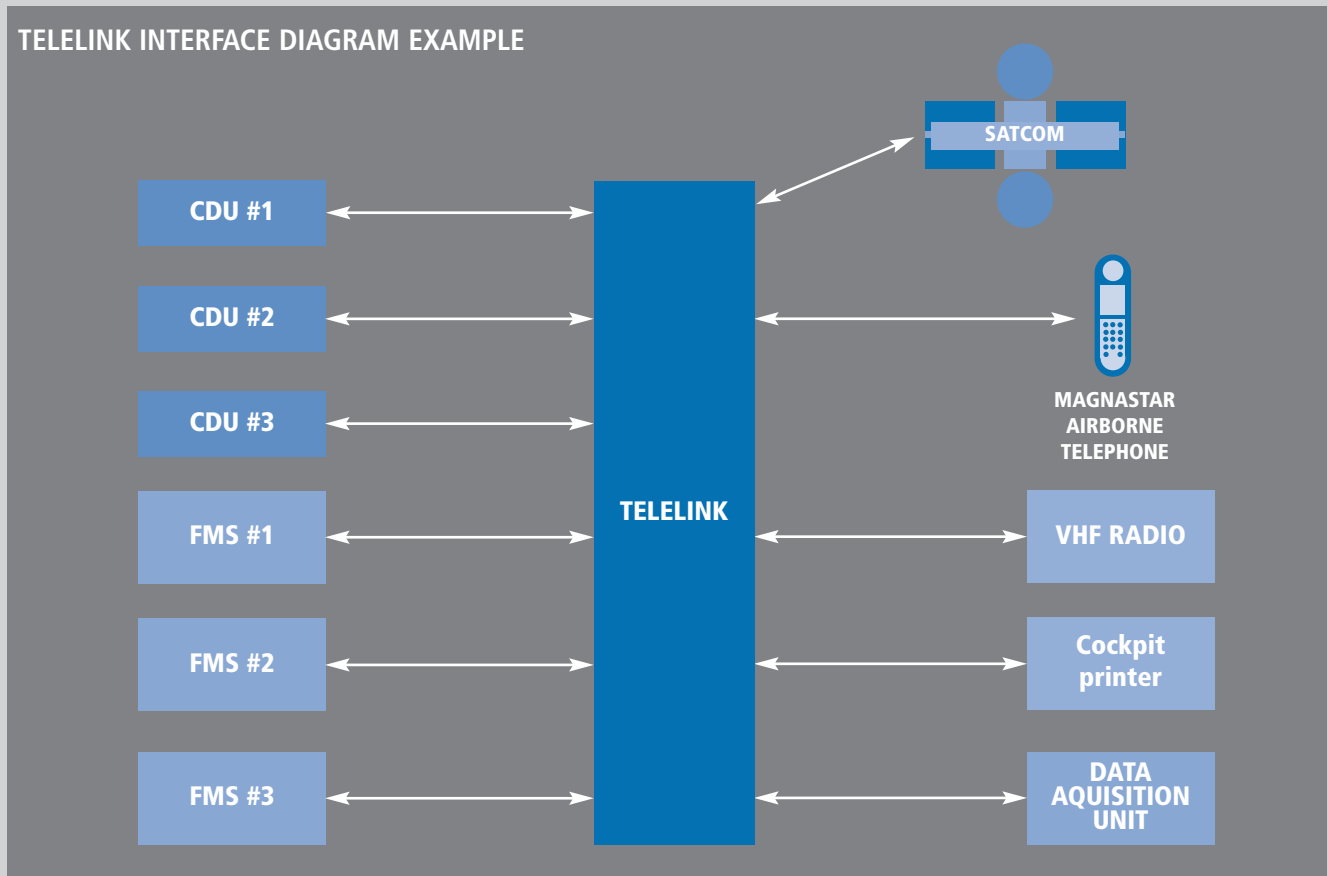 TELELINK INTERFACE DIAGRAM EXAMPLE
SATCOM
CDU #1
CDU #2
CDU #3
FMS #1
FMS #2
FMS #3
TELELINK
MAGNASTAR
AIRBORNE
TELEPHONE
VHF RADIO
Cockpit
printer
DATA
AQUISITION
UNIT